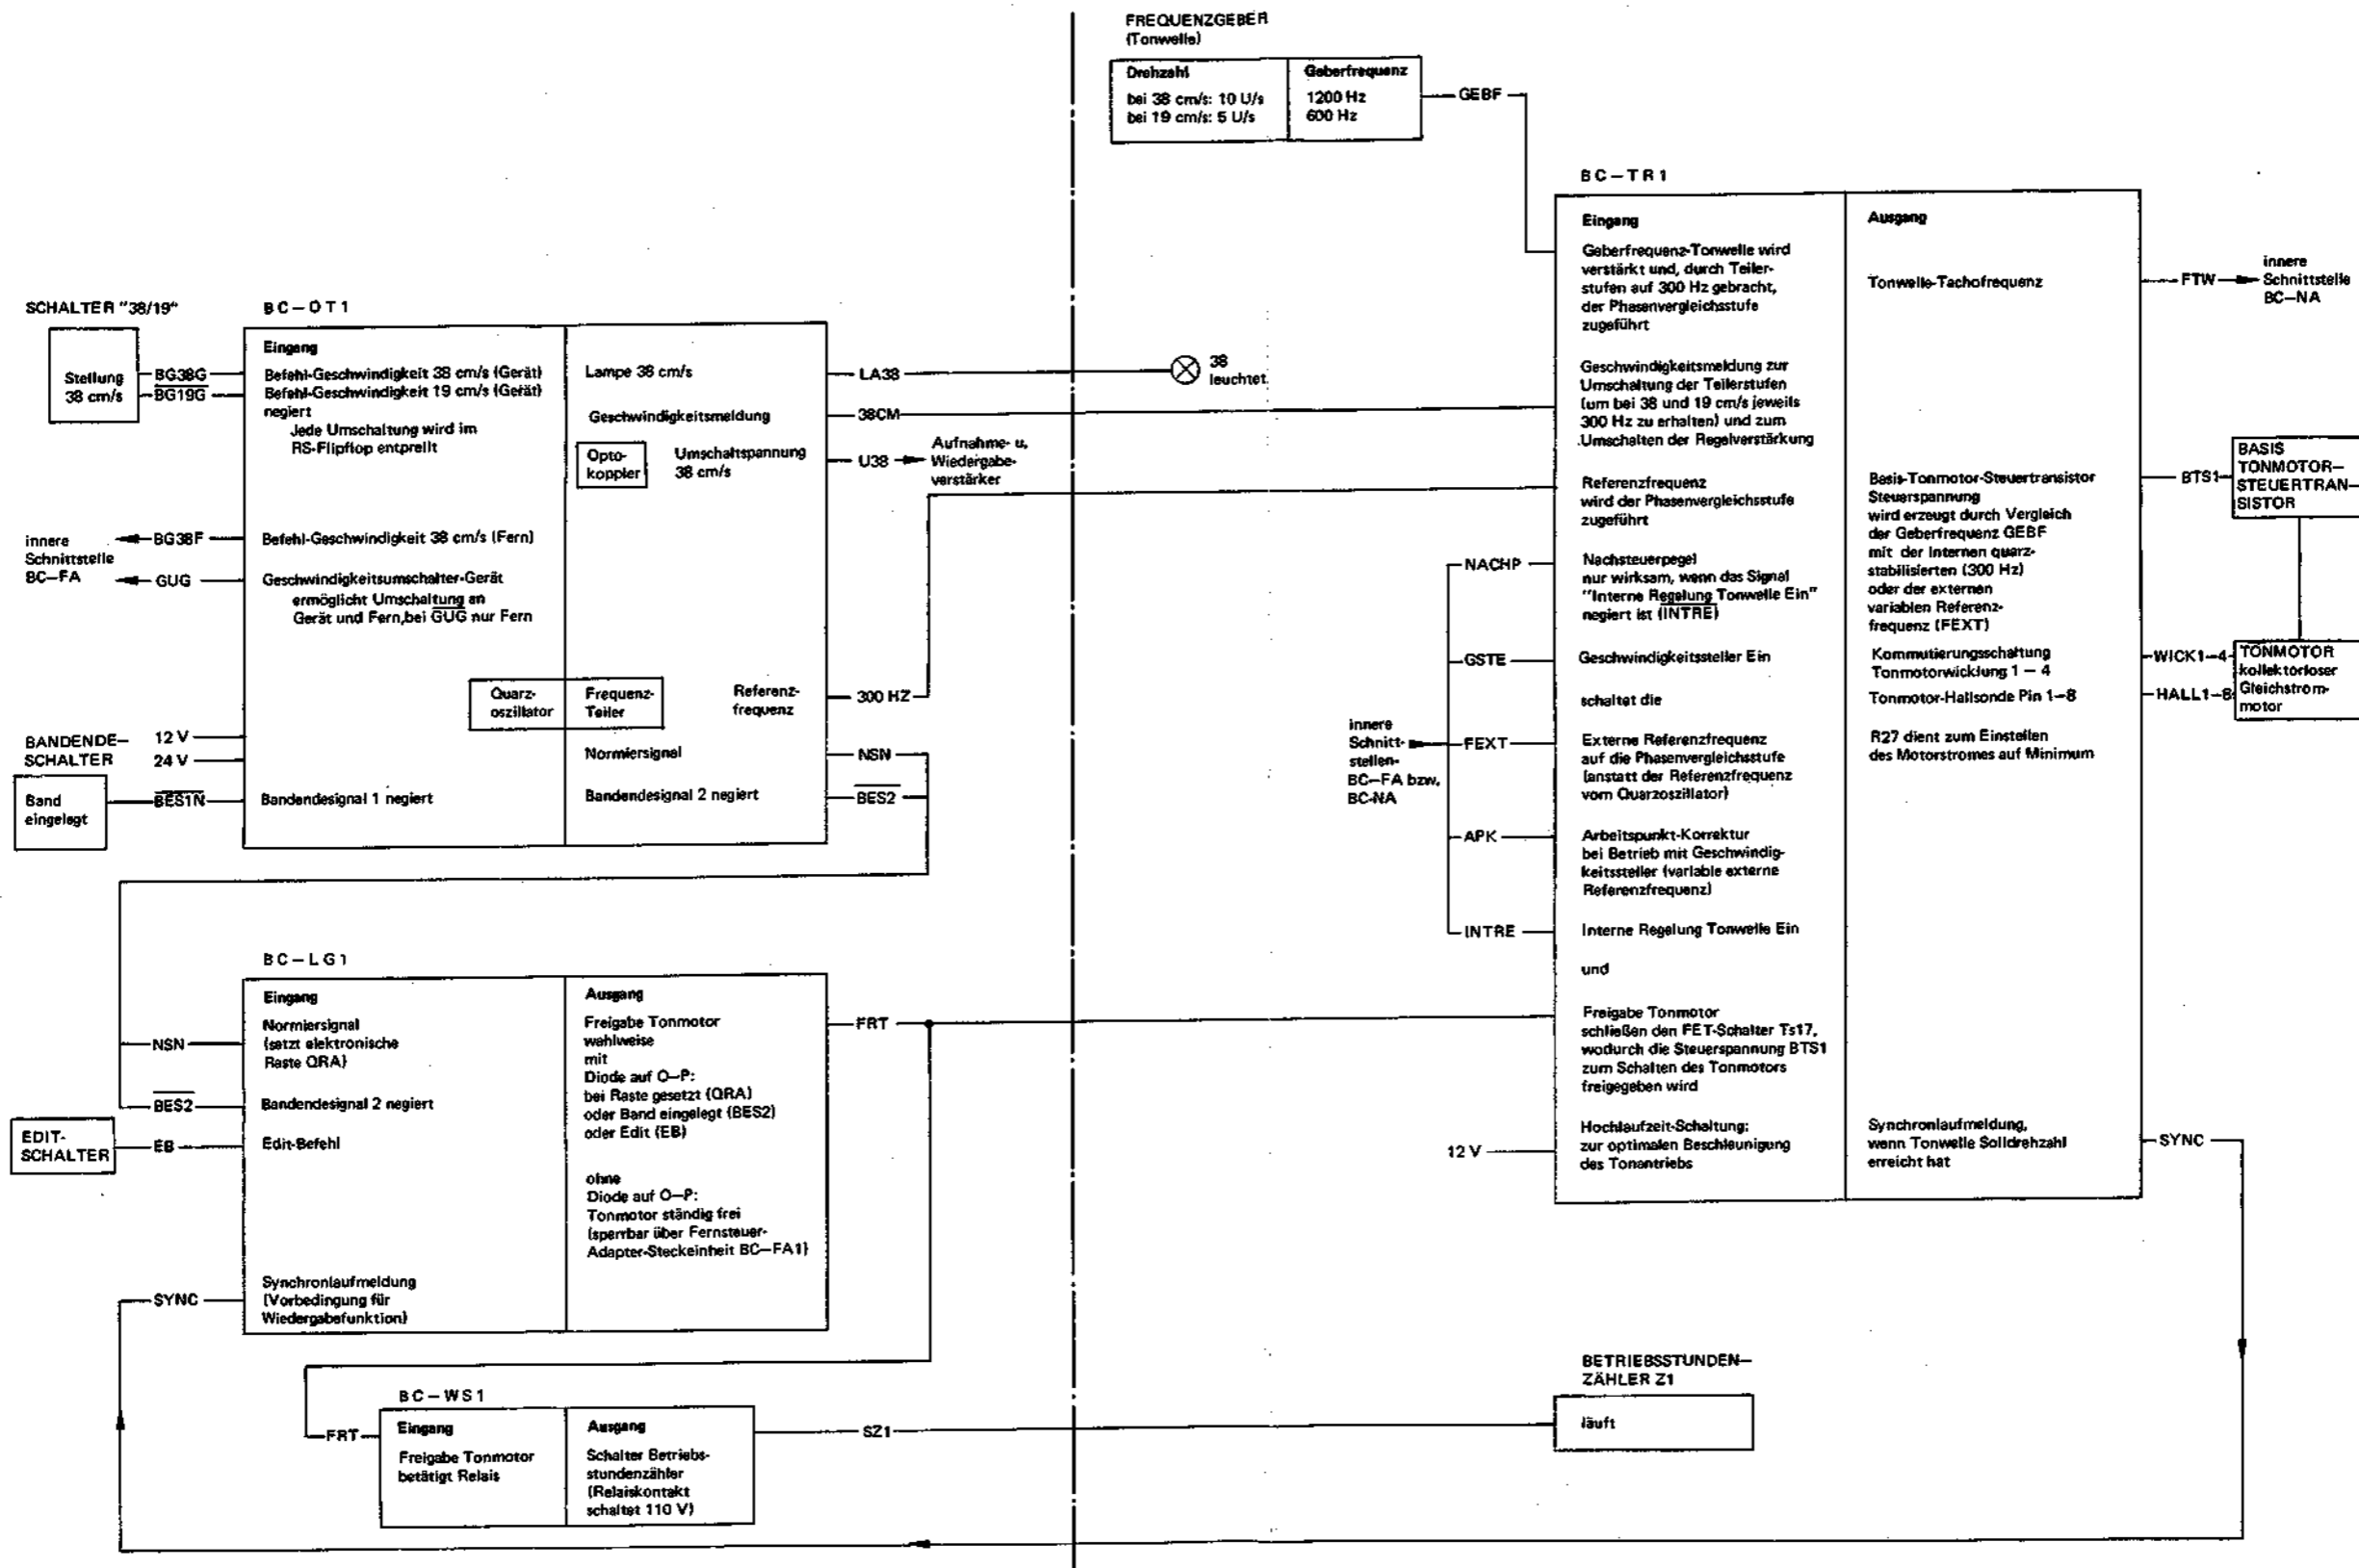 FREQUENZGEBER
(Tonwelle)
Drehzahl
bei 38 cm/s: 10 U/s
bei 19 cm/s: 5 U/s
Geberfrequenz
1200 Hz
600 Hz
GEBF
SCHALTER "38/19"
Stellung
38 cm/s
BG38G
BG19G
BC-OT1
Eingang
Befehl-Geschwindigkeit 38 cm/s (Gerät)
Befehl-Geschwindigkeit 19 cm/s (Gerät)
negiert
Jede Umschaltung wird im
RS-Flipflop entprellt
innere
Schnittstelle
BC-FA
BG38F
GUG
Befehl-Geschwindigkeit 38 cm/s (Fern)
Geschwindigkeitsumschalter-Gerät
ermöglicht Umschaltung an
Gerät und Fern,bei GUG nur Fern
Quarz-
oszillator
BANDENDE-
SCHALTER
12 V
24 V
Band
eingelegt
BES1N
Bandendesignal 1 negiert
Lampe 38 cm/s
Geschwindigkeitsmeldung
Opto-
koppler
Umschaltspannung
38 cm/s
Frequenz-
Teiler
Referenz-
frequenz
Normiersignal
Bandendesignal 2 negiert
LA38
38
leuchtet
38CM
U38
Aufnahme- u,
Wiedergabe-
verstärker
300 HZ
NSN
BES2
BC-LG1
Eingang
Normiersignal
(setzt elektronische
Raste QRA)
NSN
BES2
Bandendesignal 2 negiert
EDIT-
SCHALTER
EB
Edit-Befehl
SYNC
Synchronlaufmeldung
(Vorbedingung für
Wiedergabefunktion)
Ausgang
Freigabe Tonmotor
wahlweise
mit
Diode auf O-P:
bei Raste gesetzt (QRA)
oder Band eingelegt (BES2)
oder Edit (EB)
ohne
Diode auf O-P:
Tonmotor ständig frei
(sperrbar über Fernsteuer-
Adapter-Steckeinheit BC-FA1)
FRT
BC-WS1
FRT
Eingang
Freigabe Tonmotor
betätigt Relais
Ausgang
Schalter Betriebs-
stundenzähler
(Relaiskontakt
schaltet 110 V)
SZ1
BC-TR1
Eingang
Geberfrequenz-Tonwelle wird
verstärkt und, durch Teiler-
stufen auf 300 Hz gebracht,
der Phasenvergleichsstufe
zugeführt
Geschwindigkeitsmeldung zur
Umschaltung der Teilerstufen
(um bei 38 und 19 cm/s jeweils
300 Hz zu erhalten) und zum
Umschalten der Regelverstärkung
Referenzfrequenz
wird der Phasenvergleichsstufe
zugeführt
NACHP
Nachsteuerpegel
nur wirksam, wenn das Signal
"Interne Regelung Tonwelle Ein"
negiert ist (INTRE)
GSTE
Geschwindigkeitssteller Ein
schaltet die
innere
Schnitt-
stellen-
BC-FA bzw.
BC-NA
FEXT
Externe Referenzfrequenz
auf die Phasenvergleichsstufe
(anstatt der Referenzfrequenz
vom Quarzoszillator)
APK
Arbeitspunkt-Korrektur
bei Betrieb mit Geschwindig-
keitssteller (variable externe
Referenzfrequenz)
INTRE
Interne Regelung Tonwelle Ein
und
Freigabe Tonmotor
schließen den FET-Schalter Ts17,
wodurch die Steuerspannung BTS1
zum Schalten des Tonmotors
freigegeben wird
12 V
Hochlaufzeit-Schaltung:
zur optimalen Beschleunigung
des Tonantriebs
Ausgang
Tonwelle-Tachofrequenz
FTW
innere
Schnittstelle
BC-NA
Basis-Tonmotor-Steuertransistor
Steuerspannung
wird erzeugt durch Vergleich
der Geberfrequenz GEBF
mit der Internen quarz-
stabilisierten (300 Hz)
oder der externen
variablen Referenz-
frequenz (FEXT)
BTS1
BASIS
TONMOTOR-
STEUERTRAN-
SISTOR
Kommutierungsschaltung
Tonmotorwicklung 1 - 4
WICK1-4
Tonmotor-Hallsonde Pin 1-8
HALL1-8
TONMOTOR
kollektorloser
Gleichstrom-
motor
R27 dient zum Einstellen
des Motorstromes auf Minimum
Synchronlaufmeldung,
wenn Tonwelle Solldrehzahl
erreicht hat
SYNC
BETRIEBSSTUNDEN-
ZÄHLER Z1
läuft